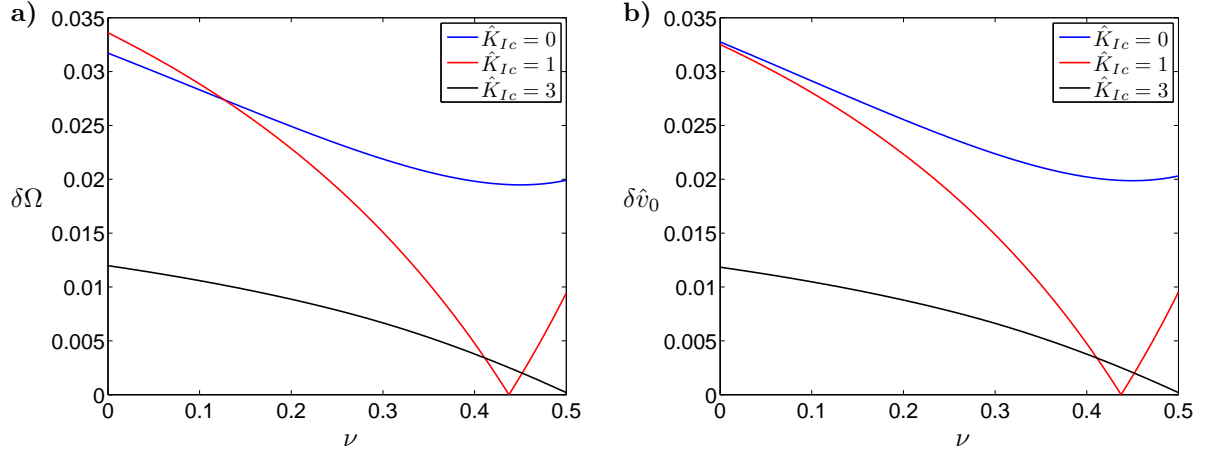 a)
0.035
0.03
0.025
0.02
0.015
0.01
0.005
0
δΩ
0 0.1 0.2 0.3 0.4 0.5
ν
K̂_{Ic} = 0
K̂_{Ic} = 1
K̂_{Ic} = 3
b)
0.035
0.03
0.025
0.02
0.015
0.01
0.005
0
δv̂₀
0 0.1 0.2 0.3 0.4 0.5
ν
K̂_{Ic} = 0
K̂_{Ic} = 1
K̂_{Ic} = 3